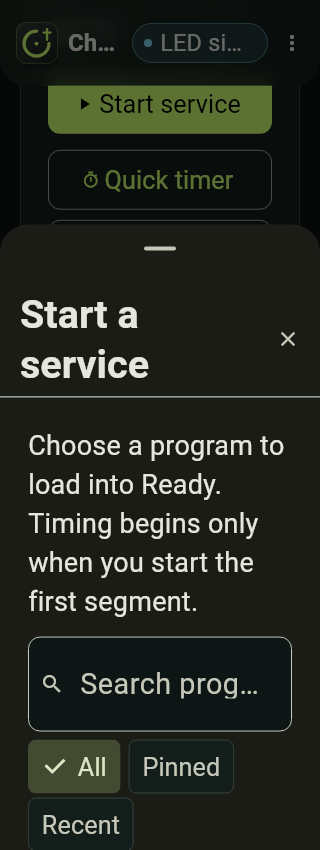 Ch… LED si…
Start service
Quick timer
Start a
service
Choose a program to
load into Ready.
Timing begins only
when you start the
first segment.
Search prog…
All Pinned
Recent